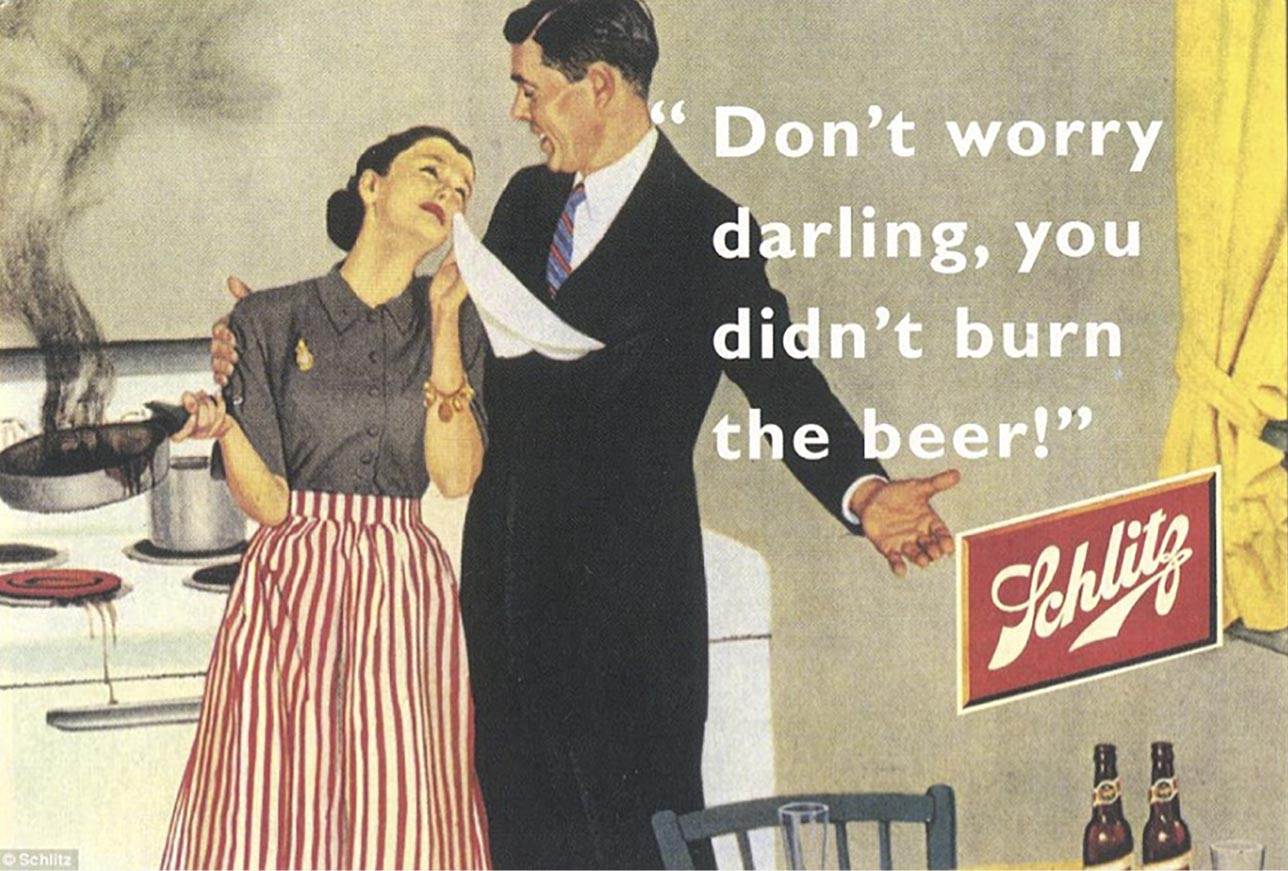 “ Don’t worry
darling, you
didn’t burn
the beer!”
Schlitz
© Schlitz